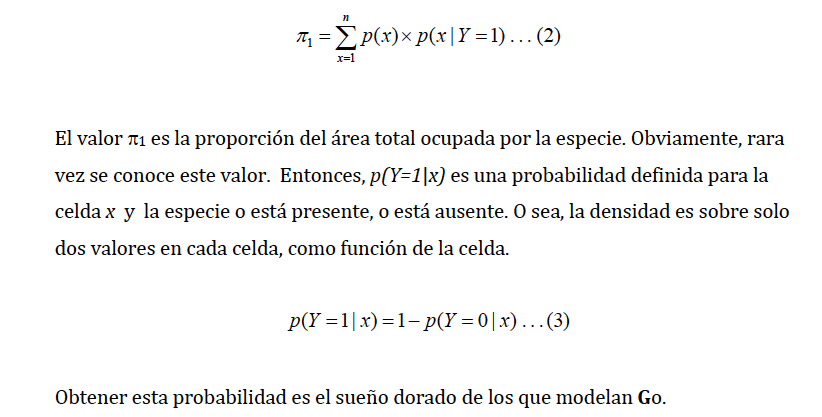 π₁ = ∑ₓ₌₁ⁿ p(x) × p(x | Y = 1) … (2)
El valor π1 es la proporción del área total ocupada por la especie. Obviamente, rara
vez se conoce este valor. Entonces, p(Y=1|x) es una probabilidad definida para la
celda x y la especie o está presente, o está ausente. O sea, la densidad es sobre solo
dos valores en cada celda, como función de la celda.
p(Y = 1 | x) = 1 − p(Y = 0 | x) … (3)
Obtener esta probabilidad es el sueño dorado de los que modelan Go.